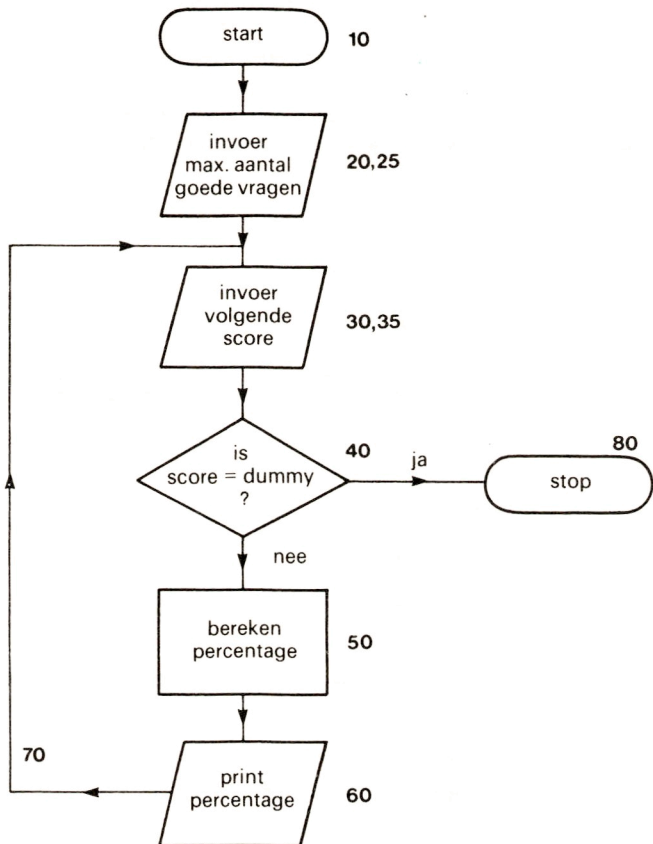 start
10
invoer
max. aantal
goede vragen
20,25
invoer
volgende
score
30,35
is
score = dummy
?
40
ja
80
stop
nee
bereken
percentage
50
70
print
percentage
60